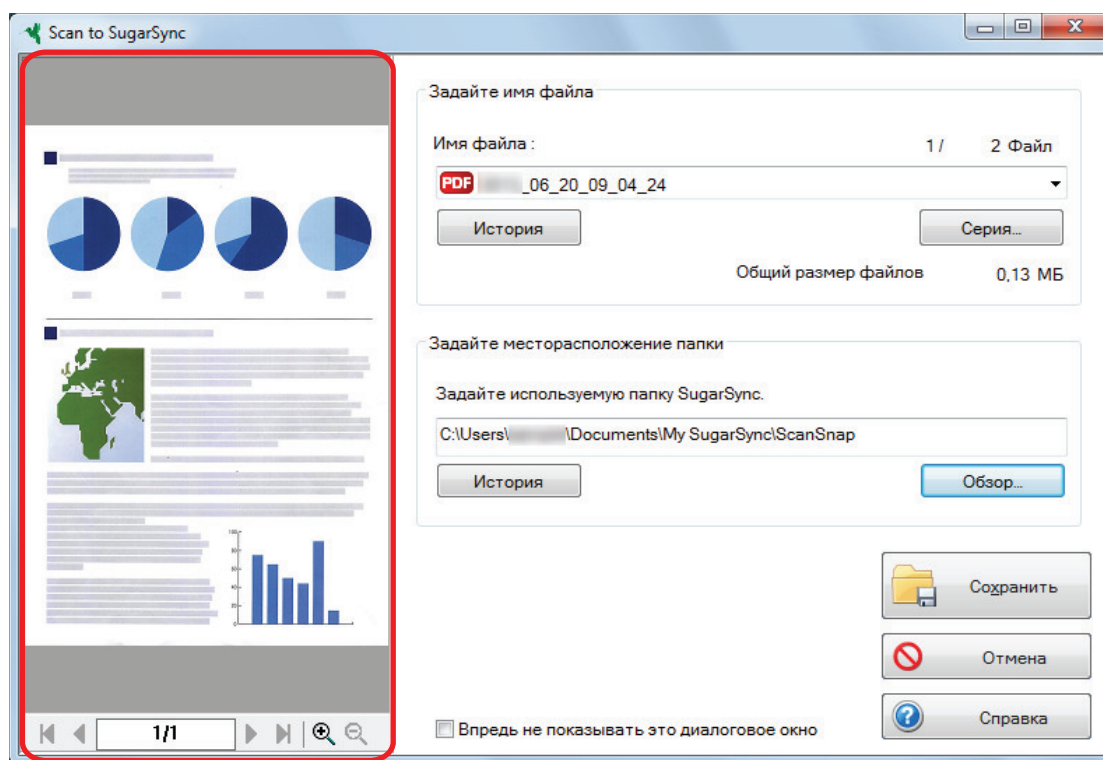 Scan to SugarSync
Задайте имя файла
Имя файла :
1 / 2 Файл
PDF _06_20_09_04_24
История
Серия...
Общий размер файлов 0,13 МБ
Задайте месторасположение папки
Задайте используемую папку SugarSync.
C:\Users\ \Documents\My SugarSync\ScanSnap
История
Обзор...
Сохранить
Отмена
Справка
1/1
Впредь не показывать это диалоговое окно